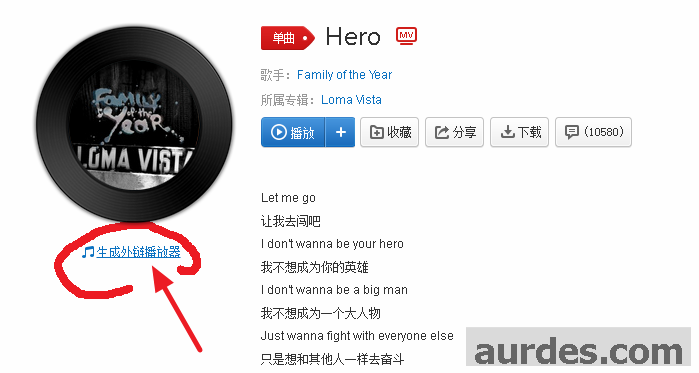 单曲 Hero MV
歌手：Family of the Year
所属专辑：Loma Vista
播放 + 收藏 分享 下载 (10580)
FAMILY
of the
YEAR...
LOMA VISTA
生成外链播放器
Let me go
让我去闯吧
I don't wanna be your hero
我不想成为你的英雄
I don't wanna be a big man
我不想成为一个大人物
Just wanna fight with everyone else
只是想和其他人一样去奋斗
aurdes.com